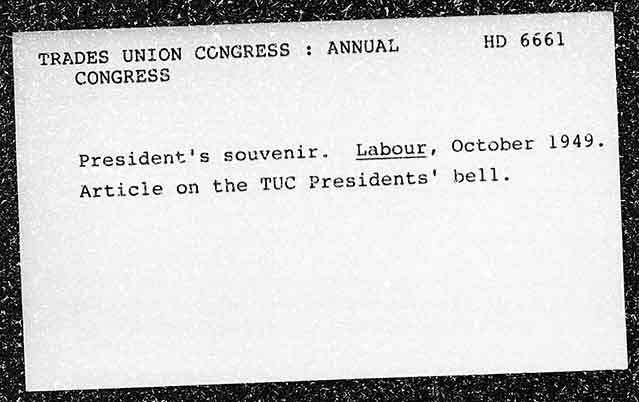 TRADES UNION CONGRESS : ANNUAL HD 6661
CONGRESS
President's souvenir. Labour, October 1949.
Article on the TUC Presidents' bell.